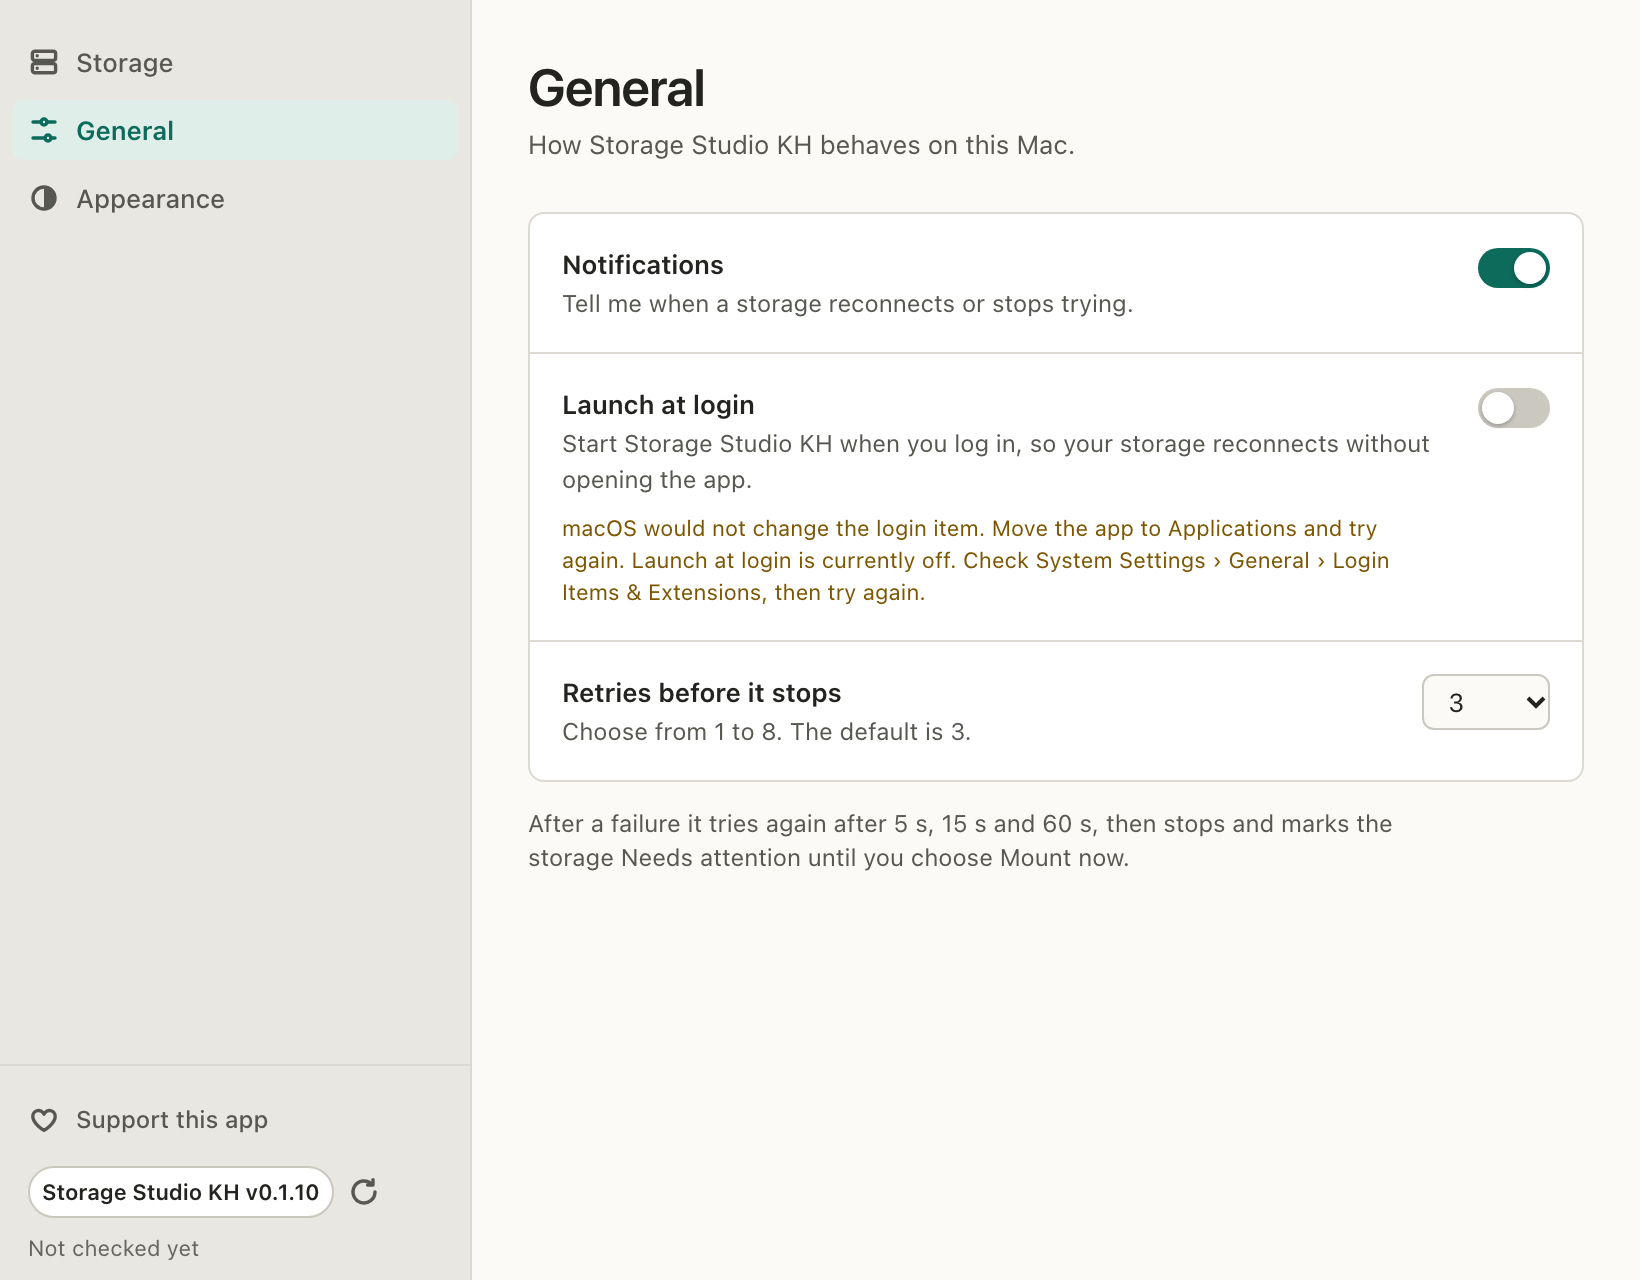 Storage
General
Appearance
Support this app
Storage Studio KH v0.1.10
Not checked yet
General
How Storage Studio KH behaves on this Mac.
Notifications
Tell me when a storage reconnects or stops trying.
Launch at login
Start Storage Studio KH when you log in, so your storage reconnects without
opening the app.
macOS would not change the login item. Move the app to Applications and try
again. Launch at login is currently off. Check System Settings › General › Login
Items & Extensions, then try again.
Retries before it stops
3
Choose from 1 to 8. The default is 3.
After a failure it tries again after 5 s, 15 s and 60 s, then stops and marks the
storage Needs attention until you choose Mount now.